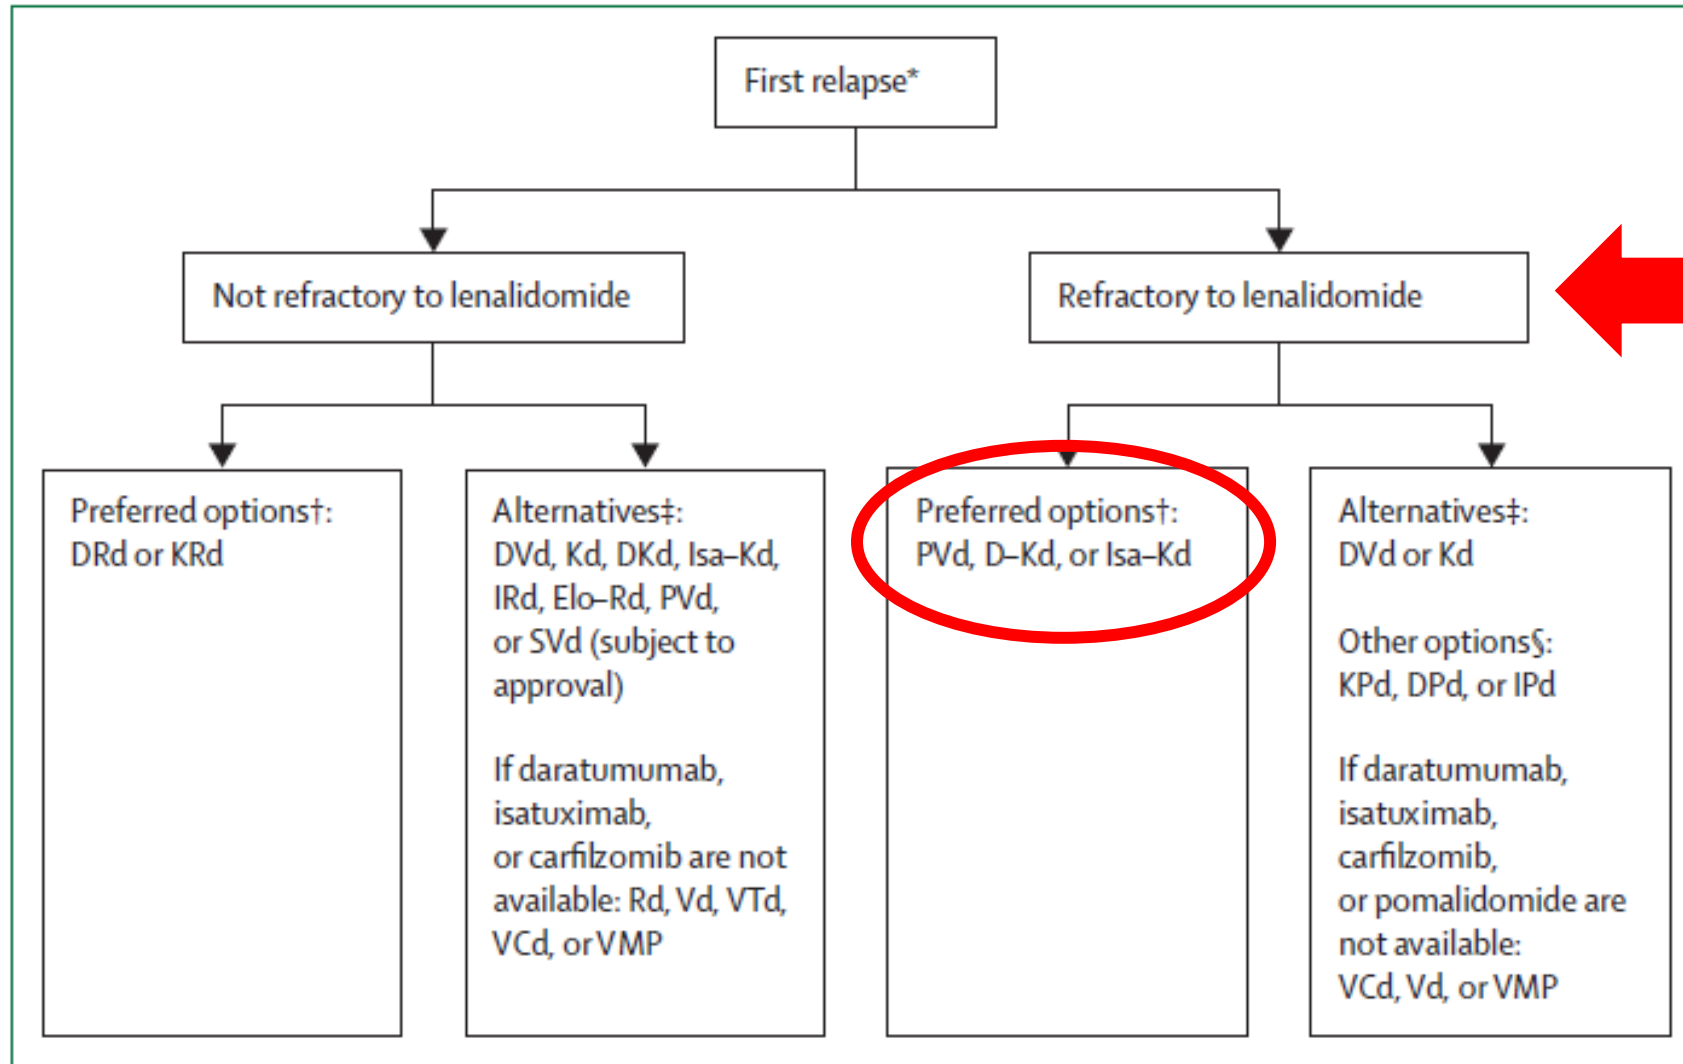 First relapse*
Not refractory to lenalidomide
Refractory to lenalidomide
Preferred options†:
DRd or KRd
Alternatives‡:
DVd, Kd, DKd, Isa–Kd,
IRd, Elo–Rd, PVd,
or SVd (subject to
approval)
If daratumumab,
isatuximab,
or carfilzomib are not
available: Rd, Vd, VTd,
VCd, or VMP
Preferred options†:
PVd, D–Kd, or Isa–Kd
Alternatives‡:
DVd or Kd
Other options§:
KPd, DPd, or IPd
If daratumumab,
isatuximab,
carfilzomib,
or pomalidomide are
not available:
VCd, Vd, or VMP